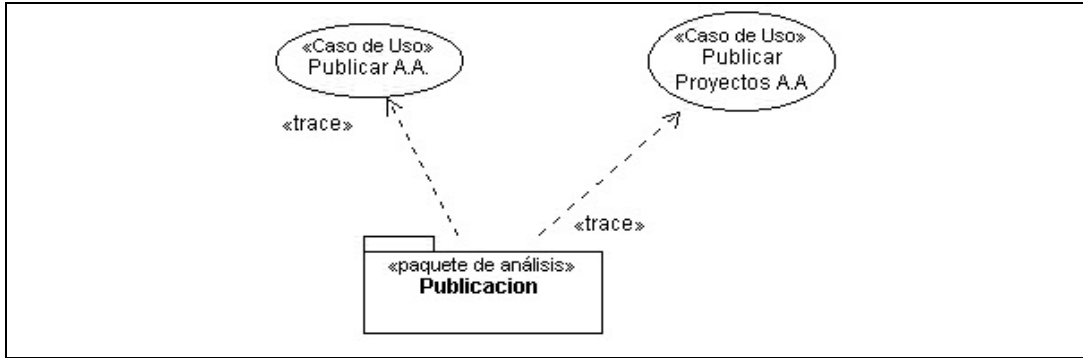 «Caso de Uso»
Publicar A.A.
«Caso de Uso»
Publicar
Proyectos A.A
«trace»
«trace»
«paquete de análisis»
Publicacion